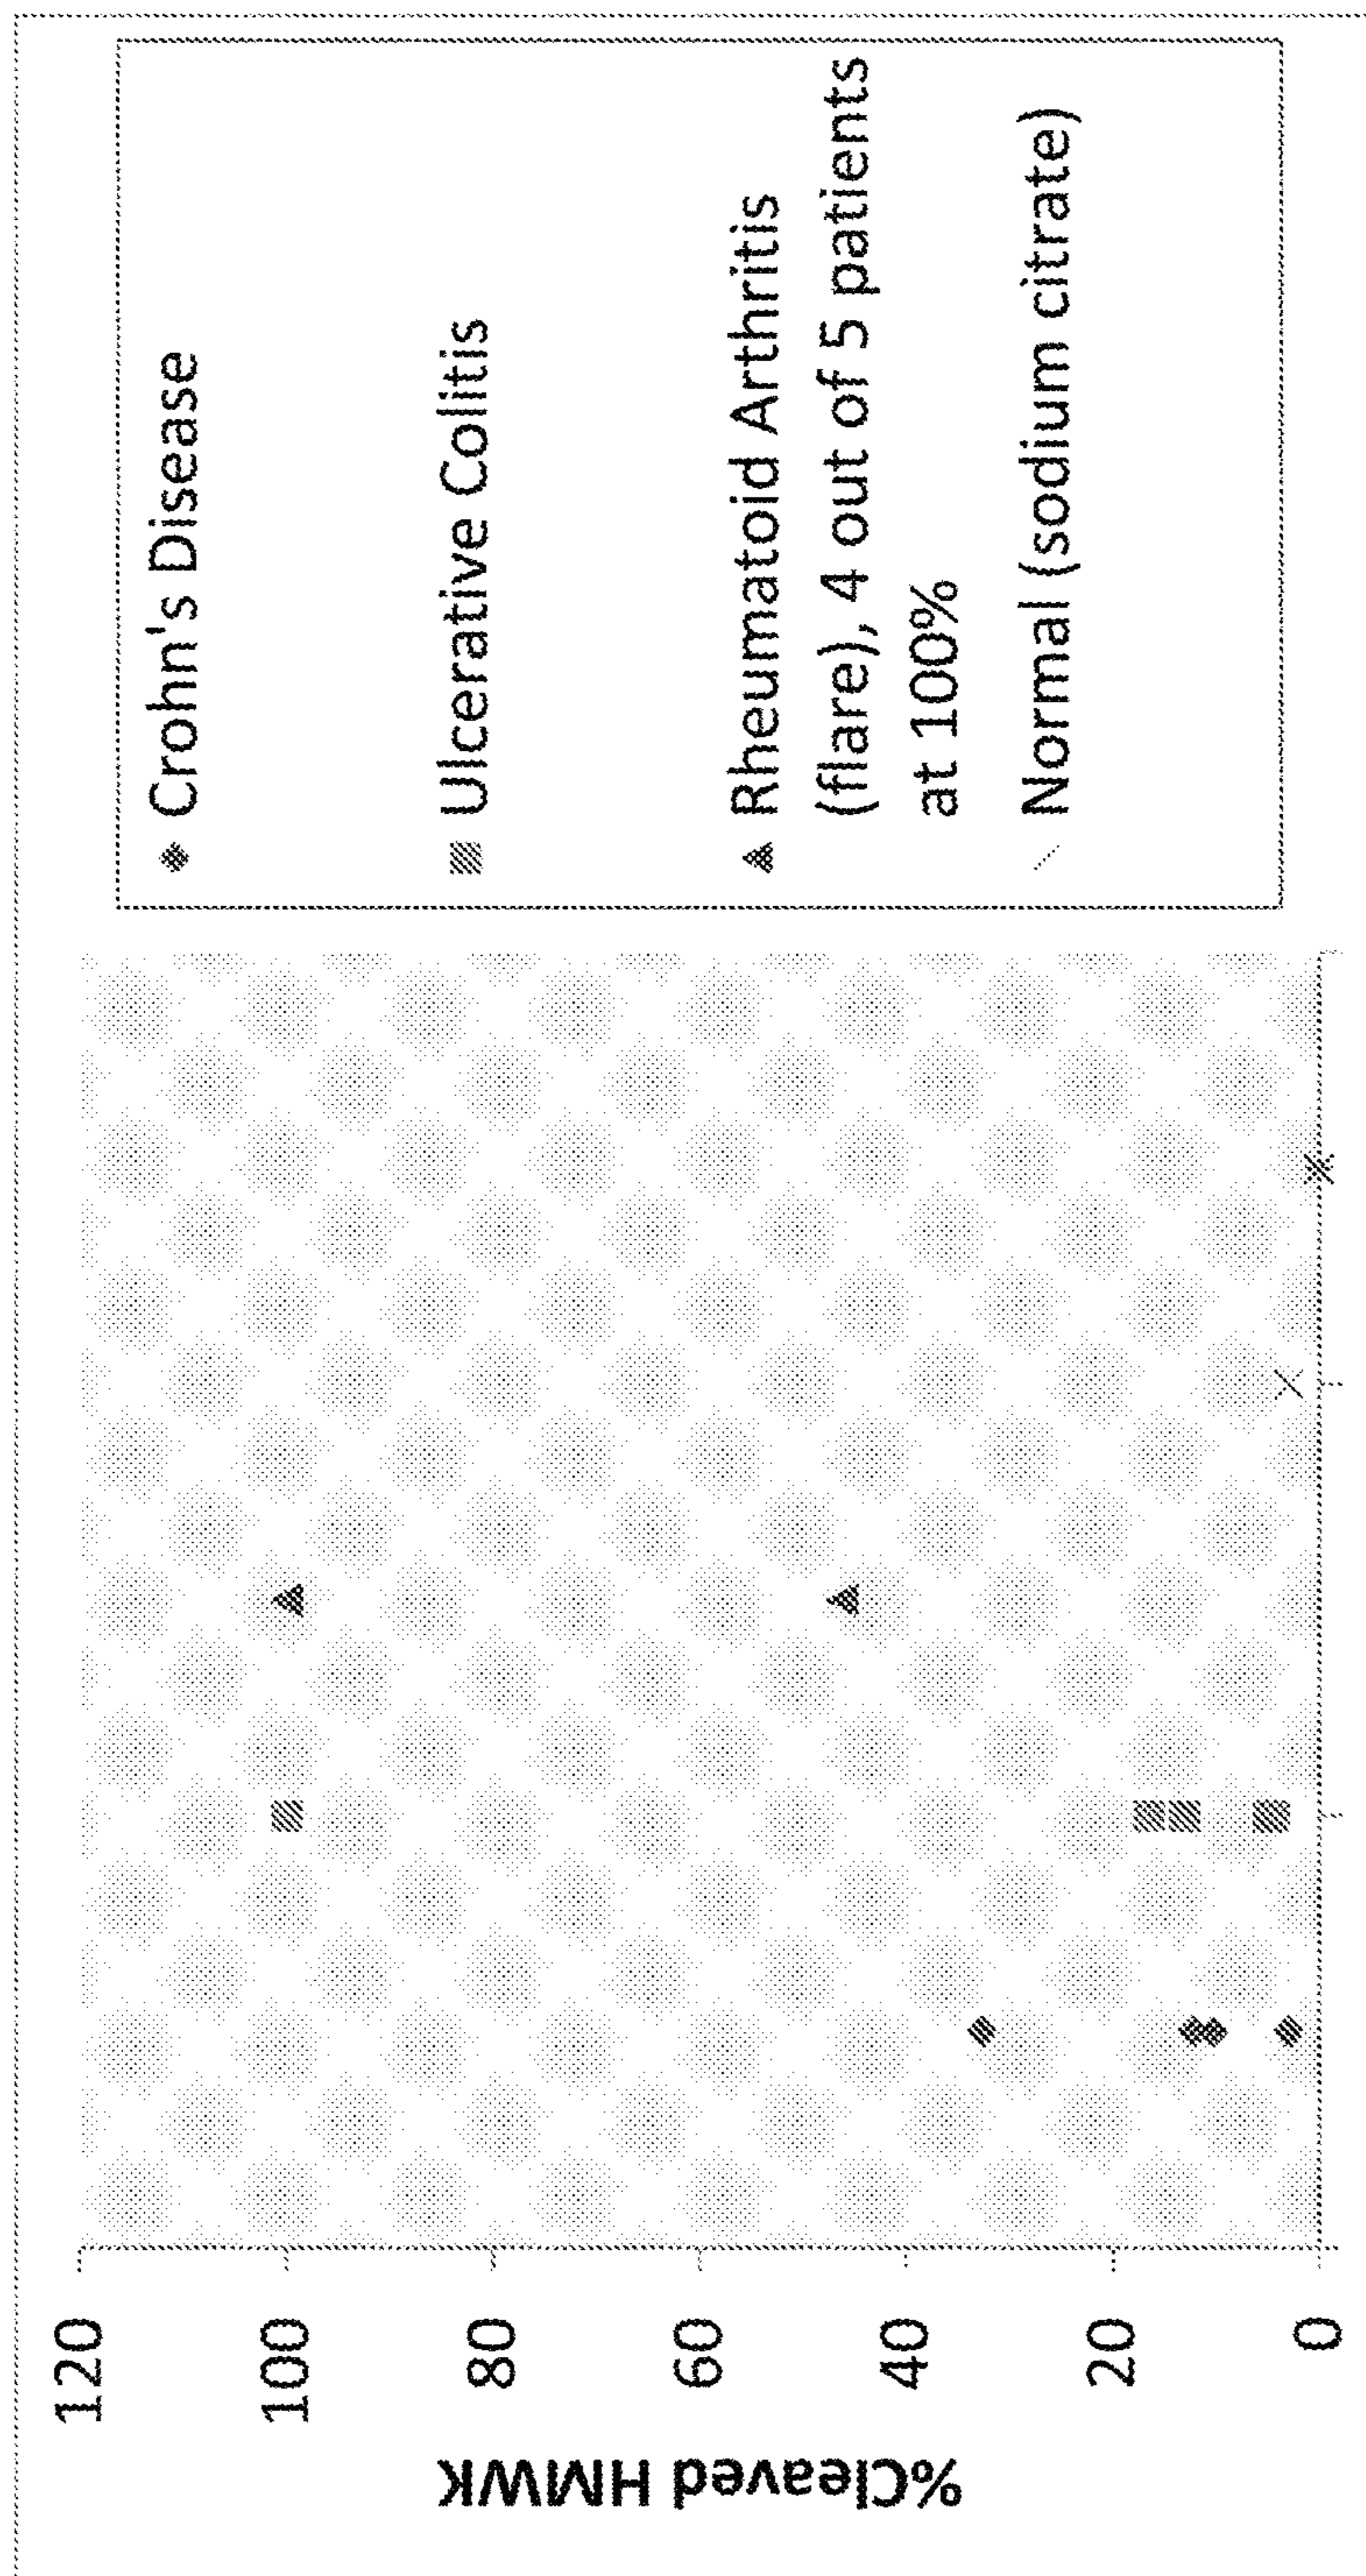 %Cleaved HMWK
120
100
80
60
40
20
0
Crohn's Disease
Ulcerative Colitis
Rheumatoid Arthritis
(flare), 4 out of 5 patients
at 100%
Normal (sodium citrate)